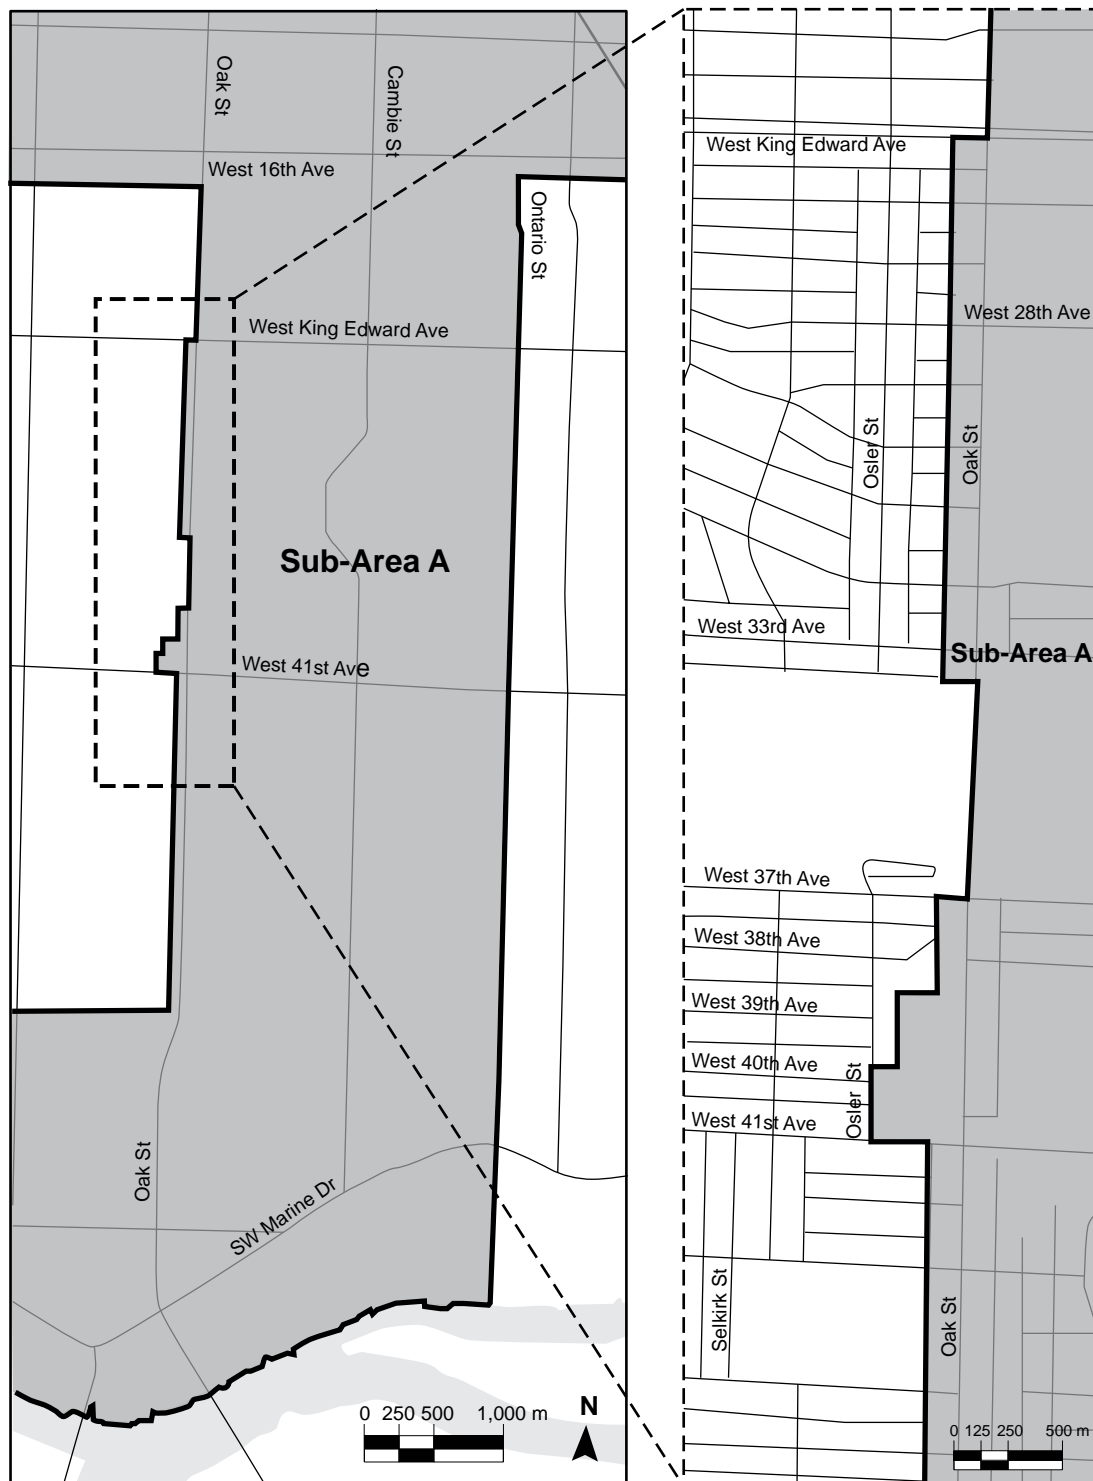 Oak St
Cambie St
West 16th Ave
Ontario St
West King Edward Ave
Sub-Area A
West 41st Ave
Oak St
SW Marine Dr
0 250 500 1,000 m
N
West King Edward Ave
West 28th Ave
Osler St
Oak St
West 33rd Ave
Sub-Area A
West 37th Ave
West 38th Ave
West 39th Ave
West 40th Ave
Osler St
West 41st Ave
Selkirk St
Oak St
0 125 250 500 m